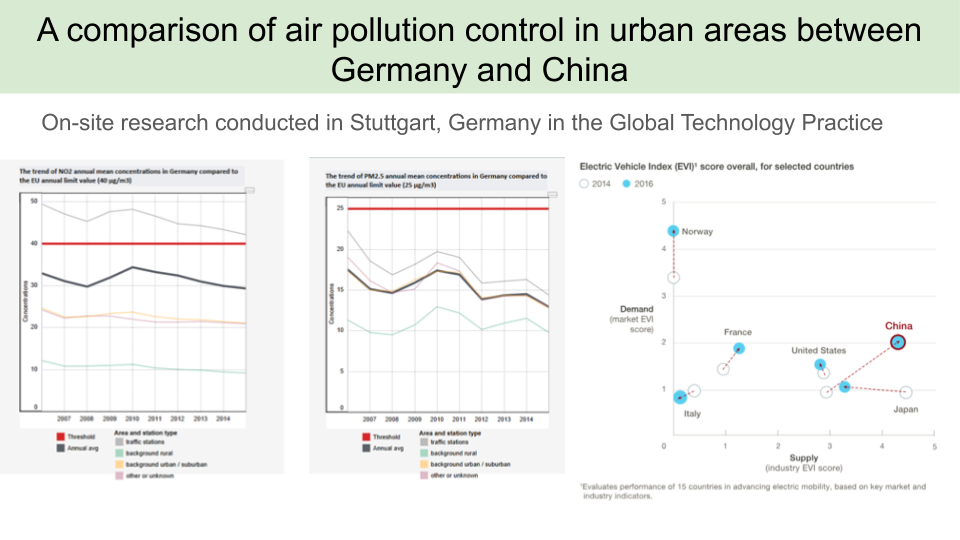 A comparison of air pollution control in urban areas between
Germany and China
On-site research conducted in Stuttgart, Germany in the Global Technology Practice
The trend of NO2 annual mean concentrations in Germany compared to
the EU annual limit value (40 µg/m3)
50
40
30
20
10
0
Concentrations
2007 2008 2009 2010 2011 2012 2013 2014
Threshold
Annual avg
Area and station type
traffic stations
background rural
background urban / suburban
other or unknown
The trend of PM2.5 annual mean concentrations in Germany compared to
the EU annual limit value (25 µg/m3)
25
20
15
10
5
0
Concentrations
2007 2008 2009 2010 2011 2012 2013 2014
Threshold
Annual avg
Area and station type
traffic stations
background rural
background urban / suburban
other or unknown
Electric Vehicle Index (EVI)¹ score overall, for selected countries
2014 2016
5
4
3
2
1
0 1 2 3 4 5
Demand
(market EVI
score)
Norway
France
United States
China
Italy
Japan
Supply
(industry EVI score)
¹Evaluates performance of 15 countries in advancing electric mobility, based on key market and
industry indicators.